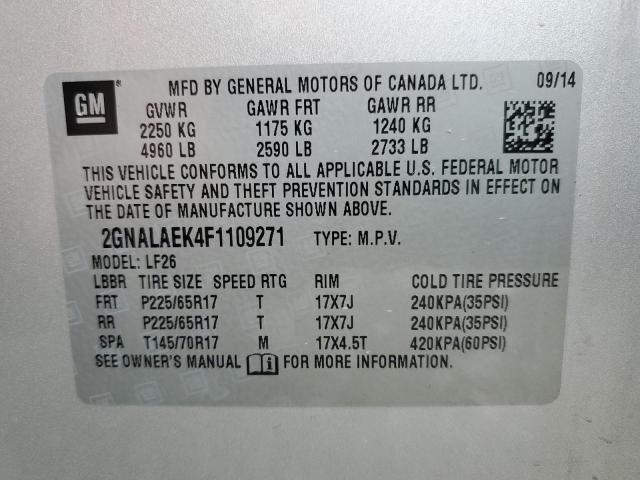 GM
MFD BY GENERAL MOTORS OF CANADA LTD. 09/14
GVWR GAWR FRT GAWR RR
2250 KG 1175 KG 1240 KG
4960 LB 2590 LB 2733 LB
THIS VEHICLE CONFORMS TO ALL APPLICABLE U.S. FEDERAL MOTOR
VEHICLE SAFETY AND THEFT PREVENTION STANDARDS IN EFFECT ON
THE DATE OF MANUFACTURE SHOWN ABOVE.
2GNALAEK4F1109271 TYPE: M.P.V.
MODEL: LF26
LBBR TIRE SIZE SPEED RTG RIM COLD TIRE PRESSURE
FRT P225/65R17 T 17X7J 240KPA(35PSI)
RR P225/65R17 T 17X7J 240KPA(35PSI)
SPA T145/70R17 M 17X4.5T 420KPA(60PSI)
SEE OWNER'S MANUAL FOR MORE INFORMATION.